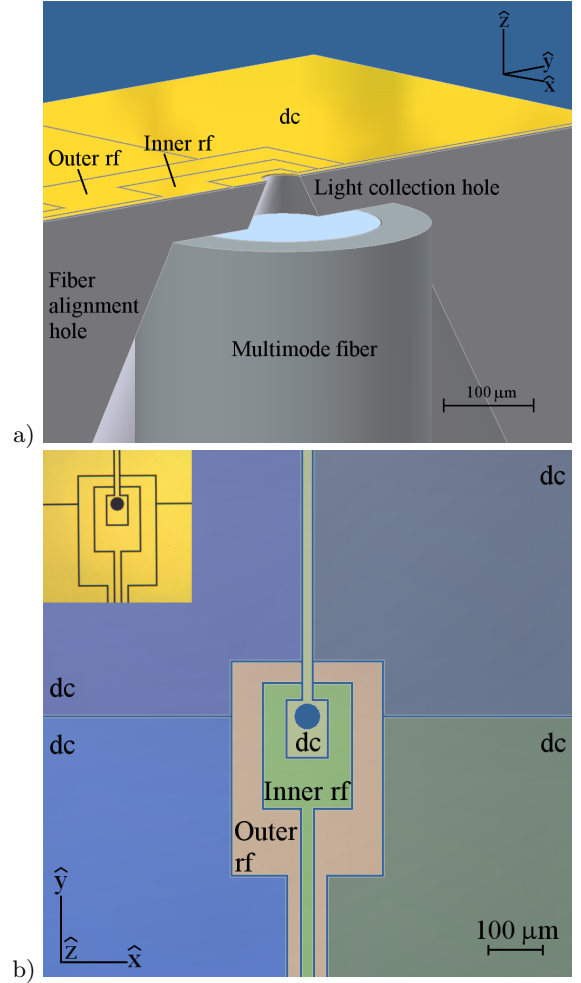 a)
ẑ
ŷ
x̂
dc
Inner rf
Outer rf
Light collection hole
Fiber
alignment
hole
Multimode fiber
100 μm
b)
dc
dc
dc
dc
dc
Inner rf
Outer
rf
ŷ
ẑ
x̂
100 μm